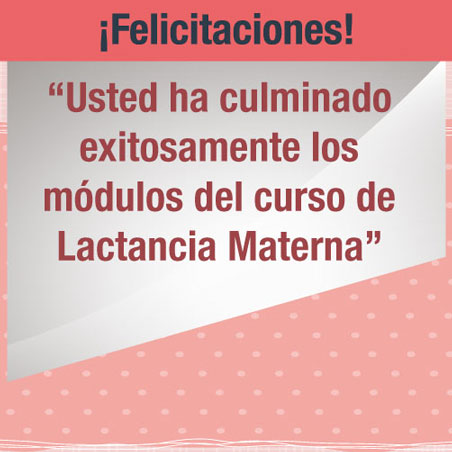 ¡Felicitaciones!
“Usted ha culminado
exitosamente los
módulos del curso de
Lactancia Materna”